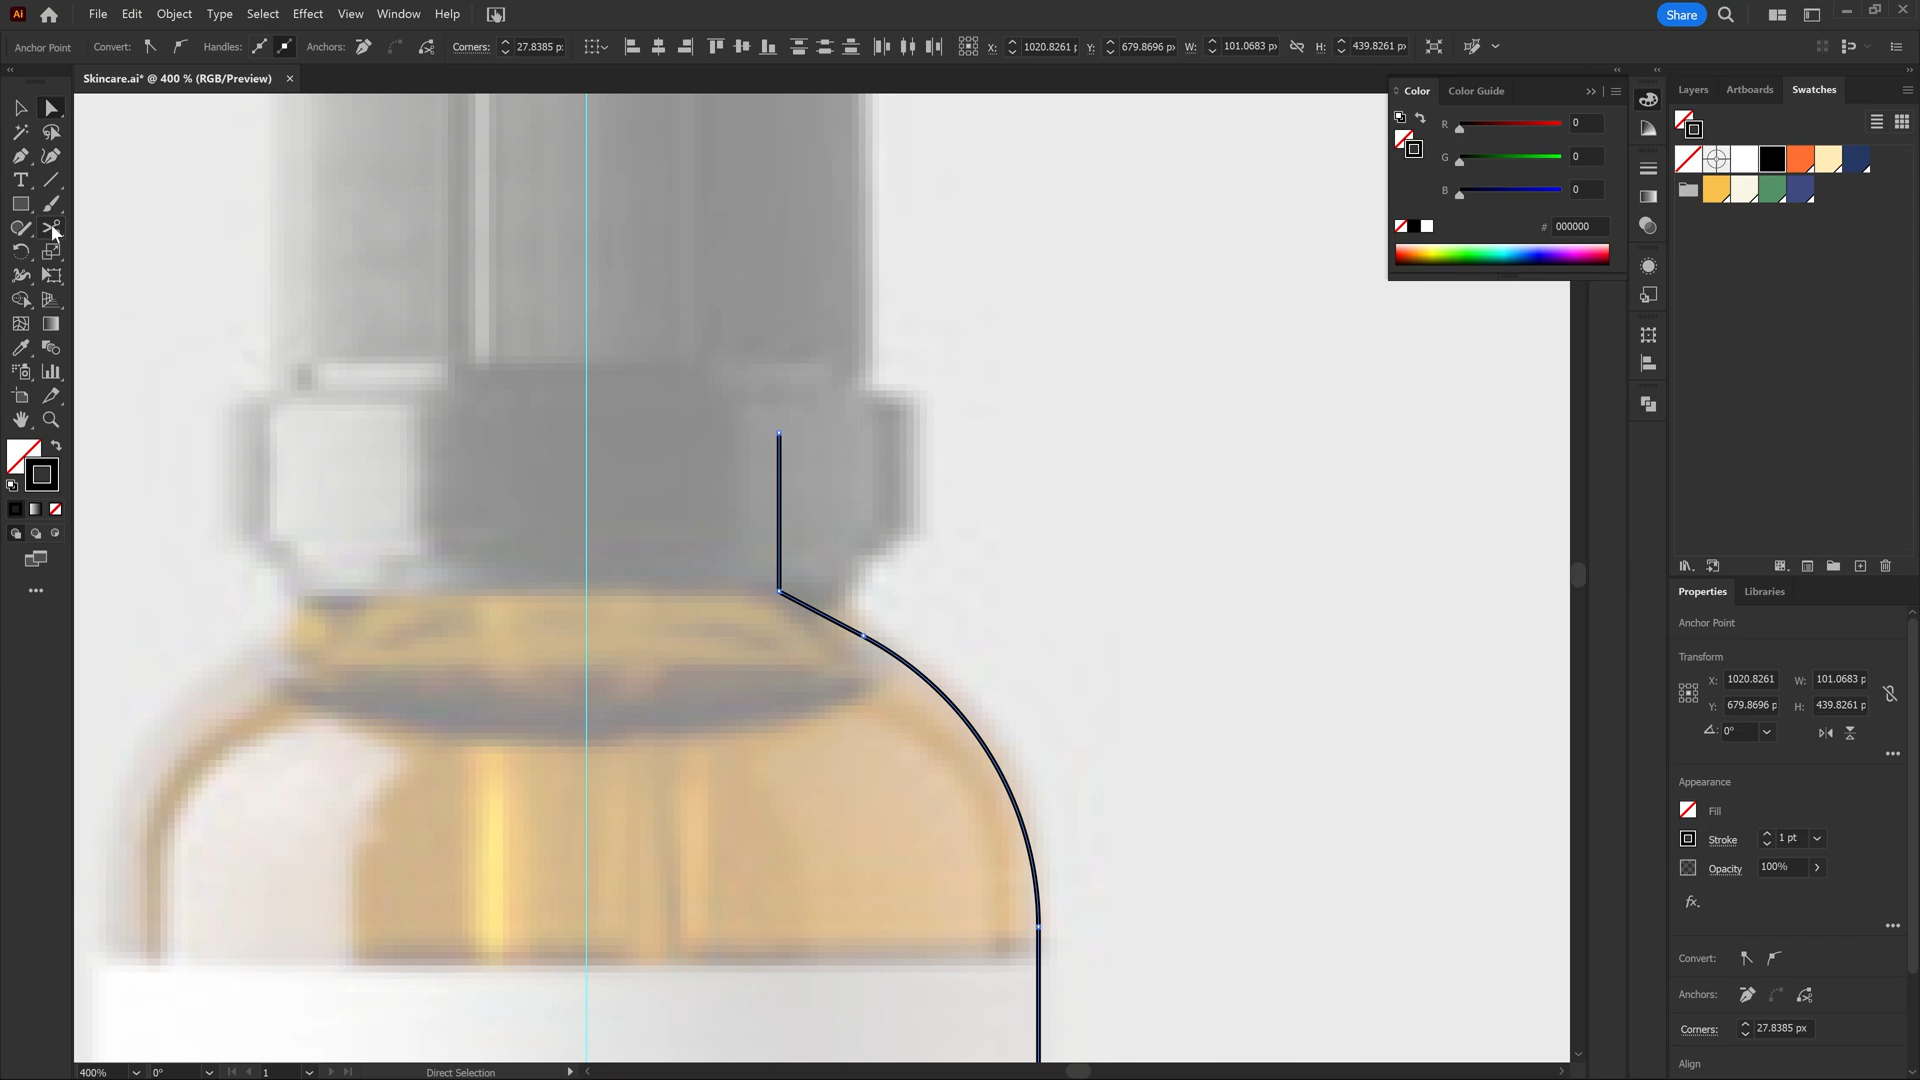 Ai File Edit Object Type Select Effect View Window Help Share
Anchor Point Convert: Handles: Anchors: Corners: 27.8385 p: X: 1020.8261 p Y: 679.8696 p W: 101.0683 p H: 439.8261 p
Skincare.ai* @ 400 % (RGB/Preview)
Color Color Guide
R 0
G 0
B 0
# 000000
Layers Artboards Swatches
Properties Libraries
Anchor Point
Transform
X: 1020.8261 W: 101.0683 p
Y: 679.8696 p H: 439.8261 p
0°
Appearance
Fill
Stroke 1 pt
Opacity 100%
fx.
Convert:
Anchors:
Corners: 27.8385 px
Align
400% 0° 1 Direct Selection